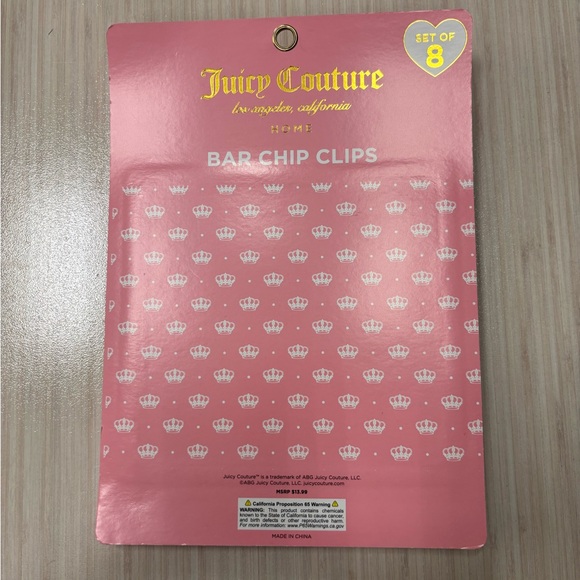 SET OF
8
Juicy Couture
los angeles, california
HOME
BAR CHIP CLIPS
Juicy Couture™ is a trademark of ABG Juicy Couture, LLC.
©ABG Juicy Couture, LLC. juicycouture.com
MSRP $13.98
California Proposition 65 Warning
WARNING: This product contains chemicals
known to the State of California to cause cancer,
and birth defects or other reproductive harm.
For more information: www.P65Warnings.ca.gov
MADE IN CHINA